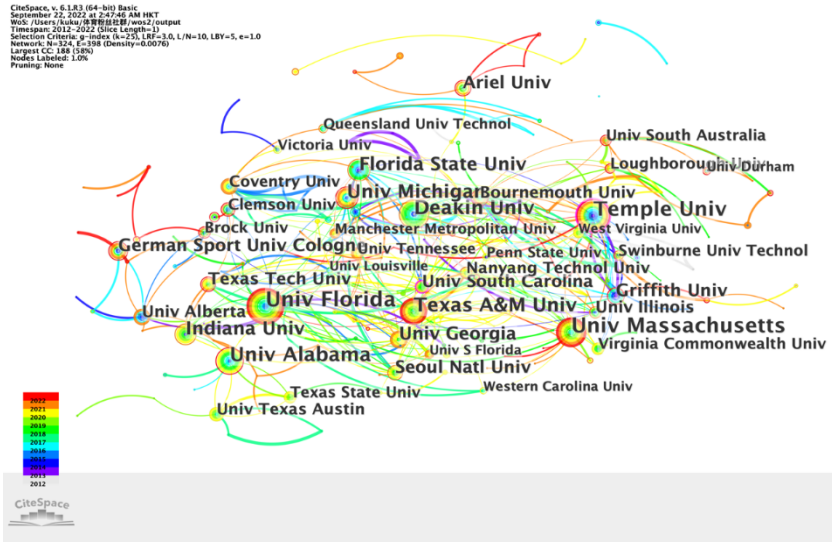 CiteSpace, v. 6.1.R3 (64-bit) Basic
September 22, 2022 at 2:47:46 AM HKT
WoS: /Users/kuku/体育粉丝社群/wos2/output
Timespan: 2012-2022 (Slice Length=1)
Selection Criteria: g-index (k=25), LRF=3.0, L/N=10, LBY=5, e=1.0
Network: N=324, E=398 (Density=0.0076)
Largest CC: 188 (58%)
Nodes Labeled: 1.0%
Pruning: None
Ariel Univ
Queensland Univ Technol
Univ South Australia
Victoria Univ
Florida State Univ
Loughborough Univ
Univ Durham
Coventry Univ
Univ Michigan
Bournemouth Univ
Clemson Univ
Deakin Univ
Temple Univ
Brock Univ
Manchester Metropolitan Univ
West Virginia Univ
German Sport Univ Cologne
Univ Tennessee
Penn State Univ
Swinburne Univ Technol
Univ Louisville
Nanyang Technol Univ
Texas Tech Univ
Univ South Carolina
Griffith Univ
Univ Florida
Texas A&M Univ
Univ Illinois
Univ Alberta
Indiana Univ
Univ Georgia
Univ Massachusetts
Virginia Commonwealth Univ
Univ S Florida
Univ Alabama
Seoul Natl Univ
Western Carolina Univ
Texas State Univ
Univ Texas Austin
2022
2021
2020
2019
2018
2017
2016
2015
2014
2013
2012
CiteSpace